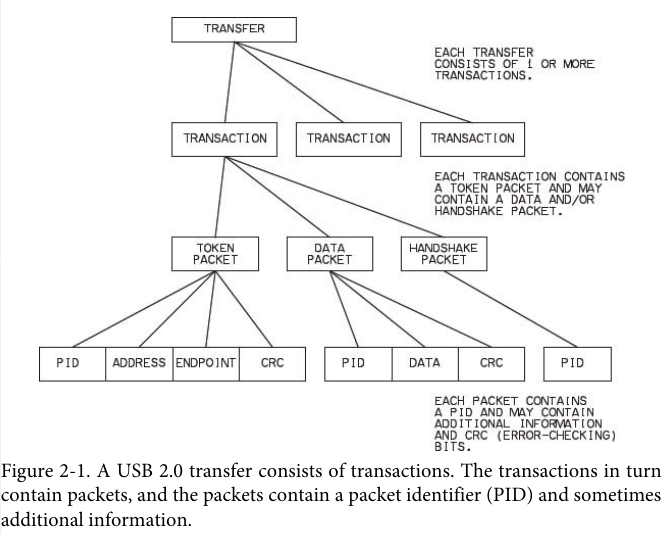 TRANSFER
EACH TRANSFER
CONSISTS OF 1 OR MORE
TRANSACTIONS.
TRANSACTION TRANSACTION TRANSACTION
EACH TRANSACTION CONTAINS
A TOKEN PACKET AND MAY
CONTAIN A DATA AND/OR
HANDSHAKE PACKET.
TOKEN
PACKET
DATA
PACKET
HANDSHAKE
PACKET
PID ADDRESS ENDPOINT CRC PID DATA CRC PID
EACH PACKET CONTAINS
A PID AND MAY CONTAIN
ADDITIONAL INFORMATION
AND CRC (ERROR-CHECKING)
BITS.
Figure 2-1. A USB 2.0 transfer consists of transactions. The transactions in turn
contain packets, and the packets contain a packet identifier (PID) and sometimes
additional information.